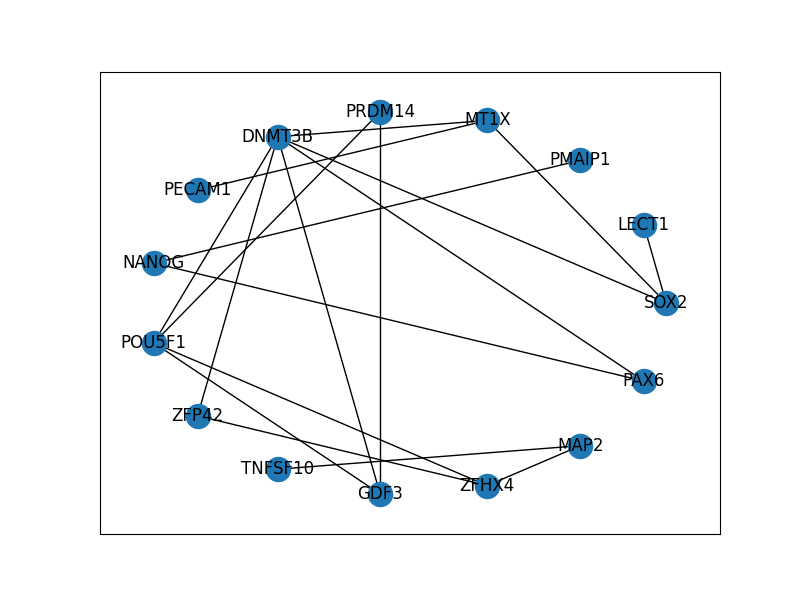 PRDM14
MT1X
DNMT3B
PMAIP1
PECAM1
LECT1
NANOG
SOX2
POU5F1
PAX6
ZFP42
MAP2
TNFSF10
ZFHX4
GDF3